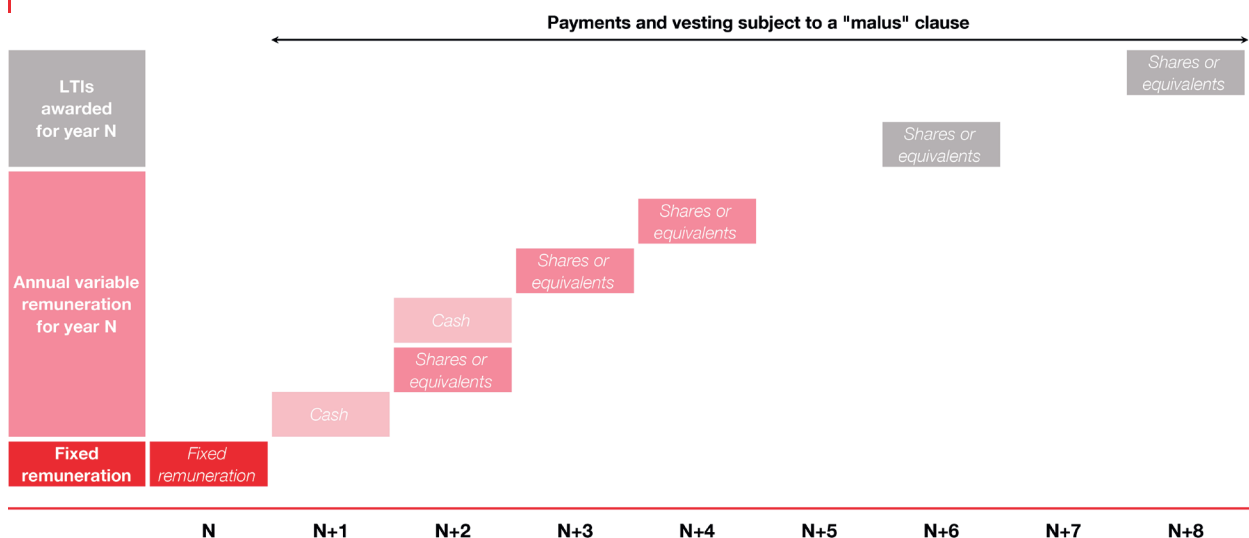 Payments and vesting subject to a "malus" clause
LTIs
awarded
for year N
Shares or
equivalents
Shares or
equivalents
Annual variable
remuneration
for year N
Shares or
equivalents
Shares or
equivalents
Cash
Shares or
equivalents
Cash
Fixed
remuneration
Fixed
remuneration
N N+1 N+2 N+3 N+4 N+5 N+6 N+7 N+8